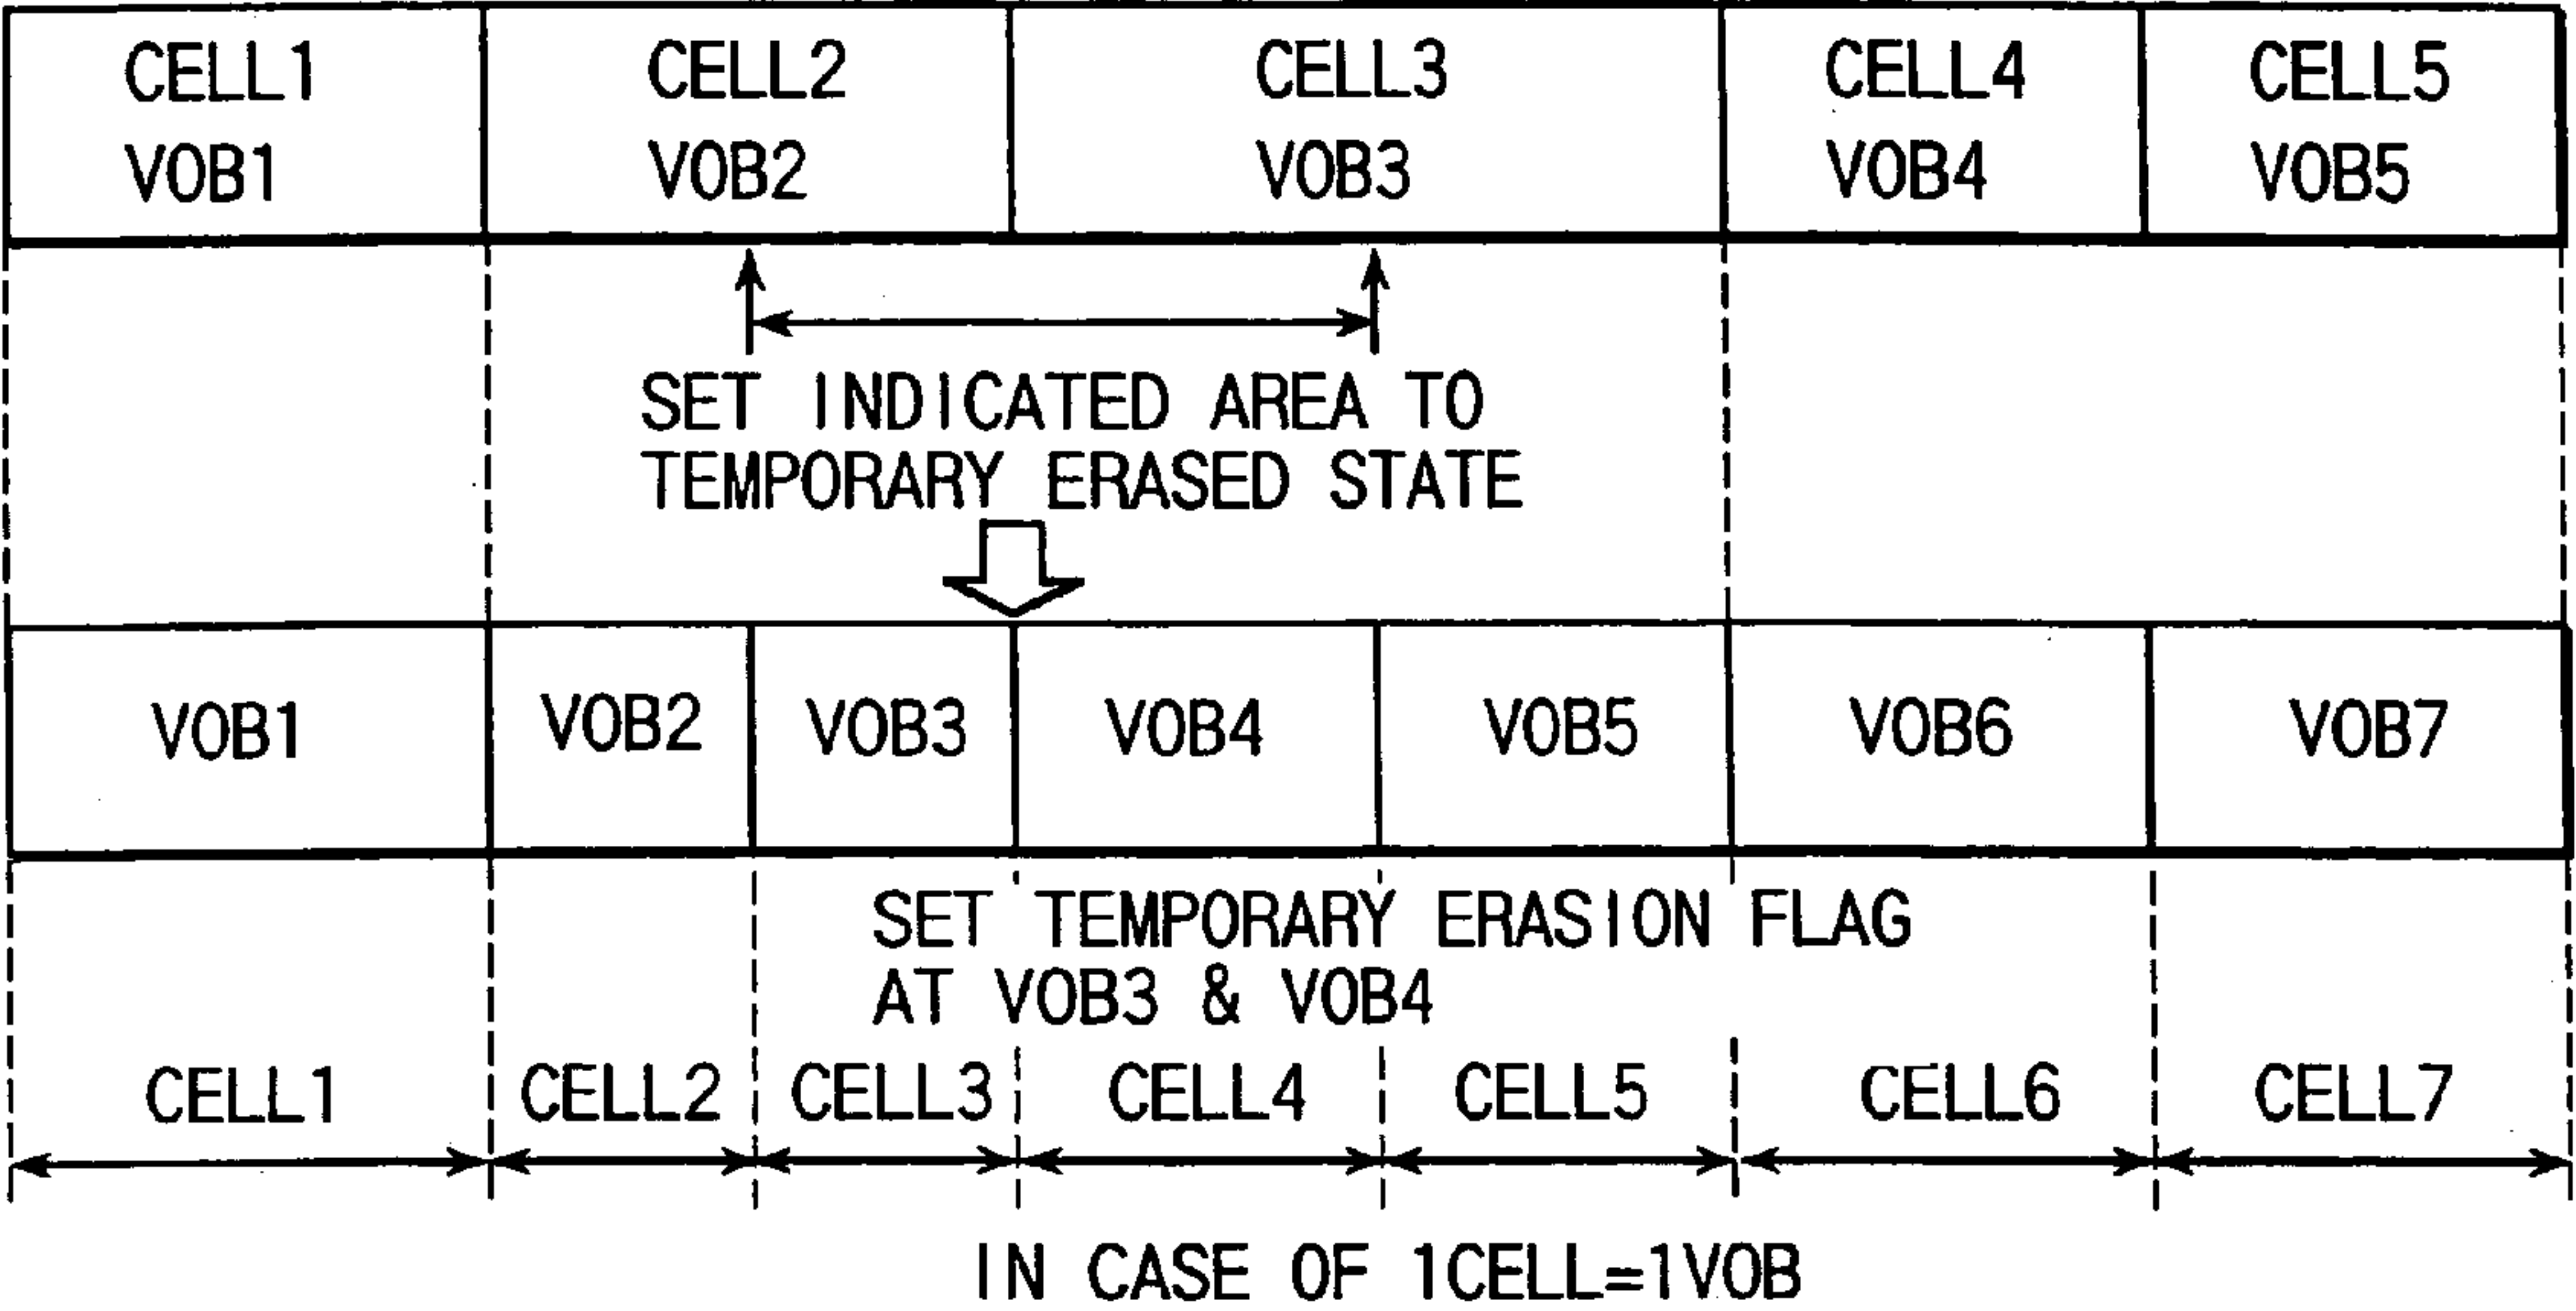 CELL1 CELL2 CELL3 CELL4 CELL5
VOB1 VOB2 VOB3 VOB4 VOB5
SET INDICATED AREA TO
TEMPORARY ERASED STATE
VOB1 VOB2 VOB3 VOB4 VOB5 VOB6 VOB7
SET TEMPORARY ERASION FLAG
AT VOB3 & VOB4
CELL1 CELL2 CELL3 CELL4 CELL5 CELL6 CELL7
IN CASE OF 1CELL=1VOB